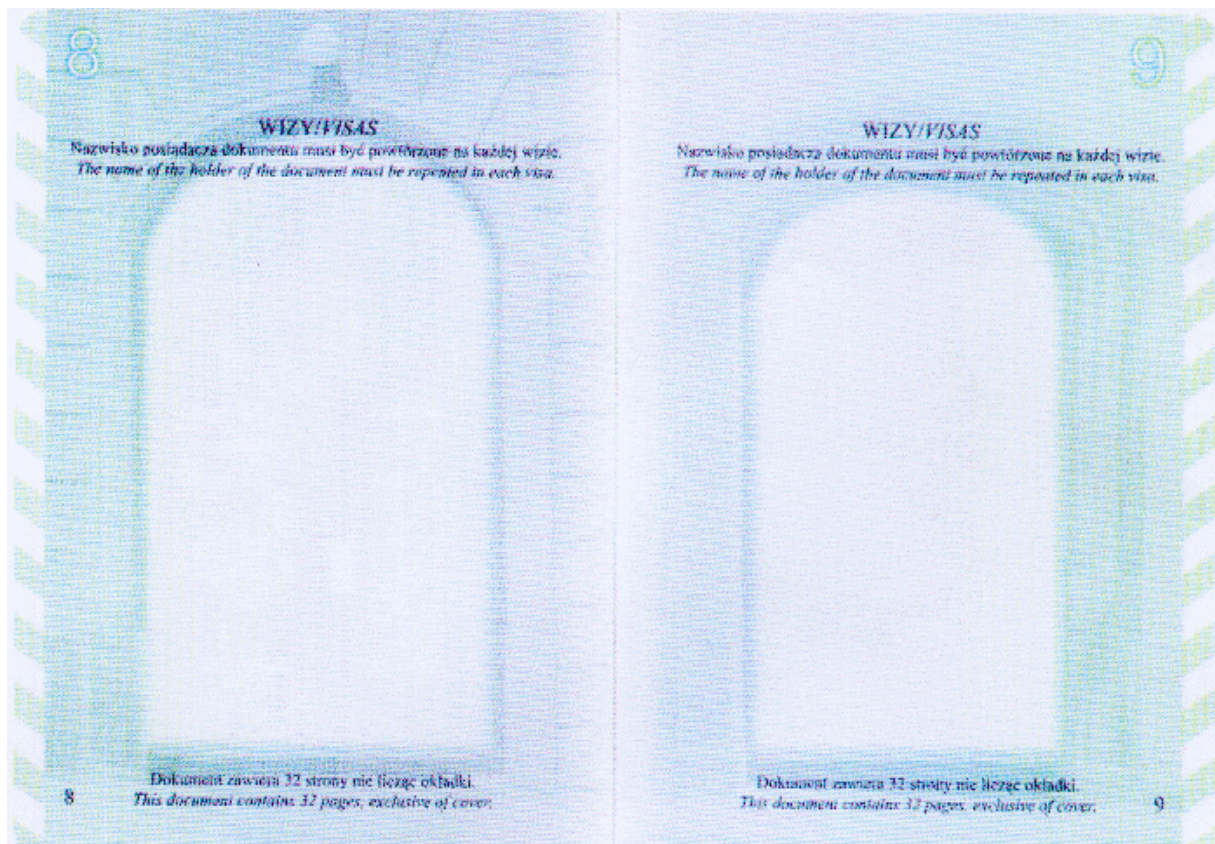 8
WIZY/VISAS
Nazwisko posiadacza dokumentu musi być powtórzone na każdej wizie.
The name of the holder of the document must be repeated in each visa.
Dokument zawiera 32 strony nie licząc okładki.
8 This document contains 32 pages, exclusive of cover.
9
WIZY/VISAS
Nazwisko posiadacza dokumentu musi być powtórzone na każdej wizie.
The name of the holder of the document must be repeated in each visa.
Dokument zawiera 32 strony nie licząc okładki.
This document contains 32 pages, exclusive of cover. 9